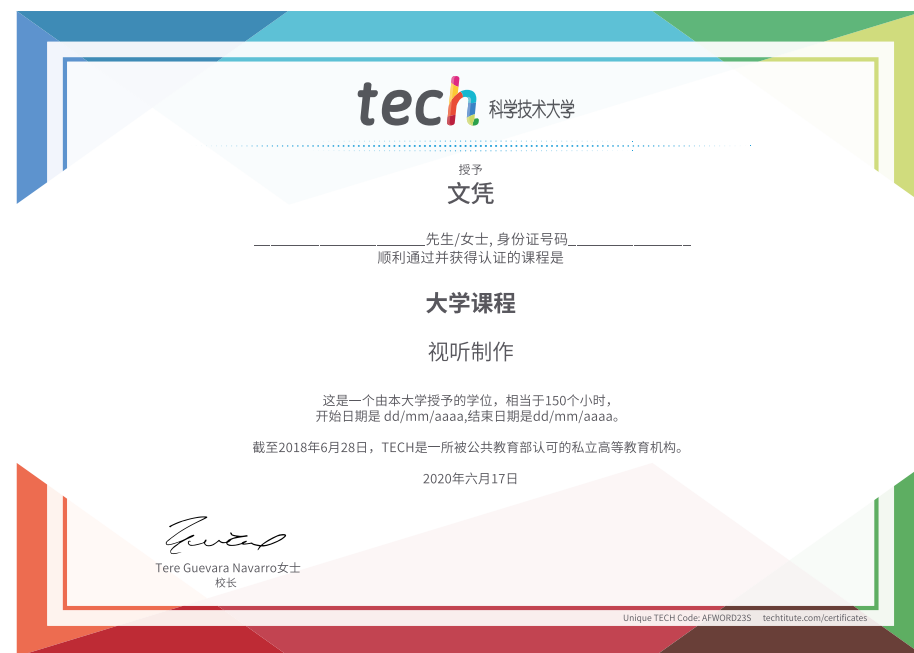 tech 科学技术大学
授予
文凭
______________________先生/女士, 身份证号码________________
顺利通过并获得认证的课程是
大学课程
视听制作
这是一个由本大学授予的学位，相当于150个小时，
开始日期是 dd/mm/aaaa,结束日期是dd/mm/aaaa。
截至2018年6月28日，TECH是一所被公共教育部认可的私立高等教育机构。
2020年六月17日
Tere Guevara Navarro女士
校长
Unique TECH Code: AFWORD23S techtitute.com/certificates